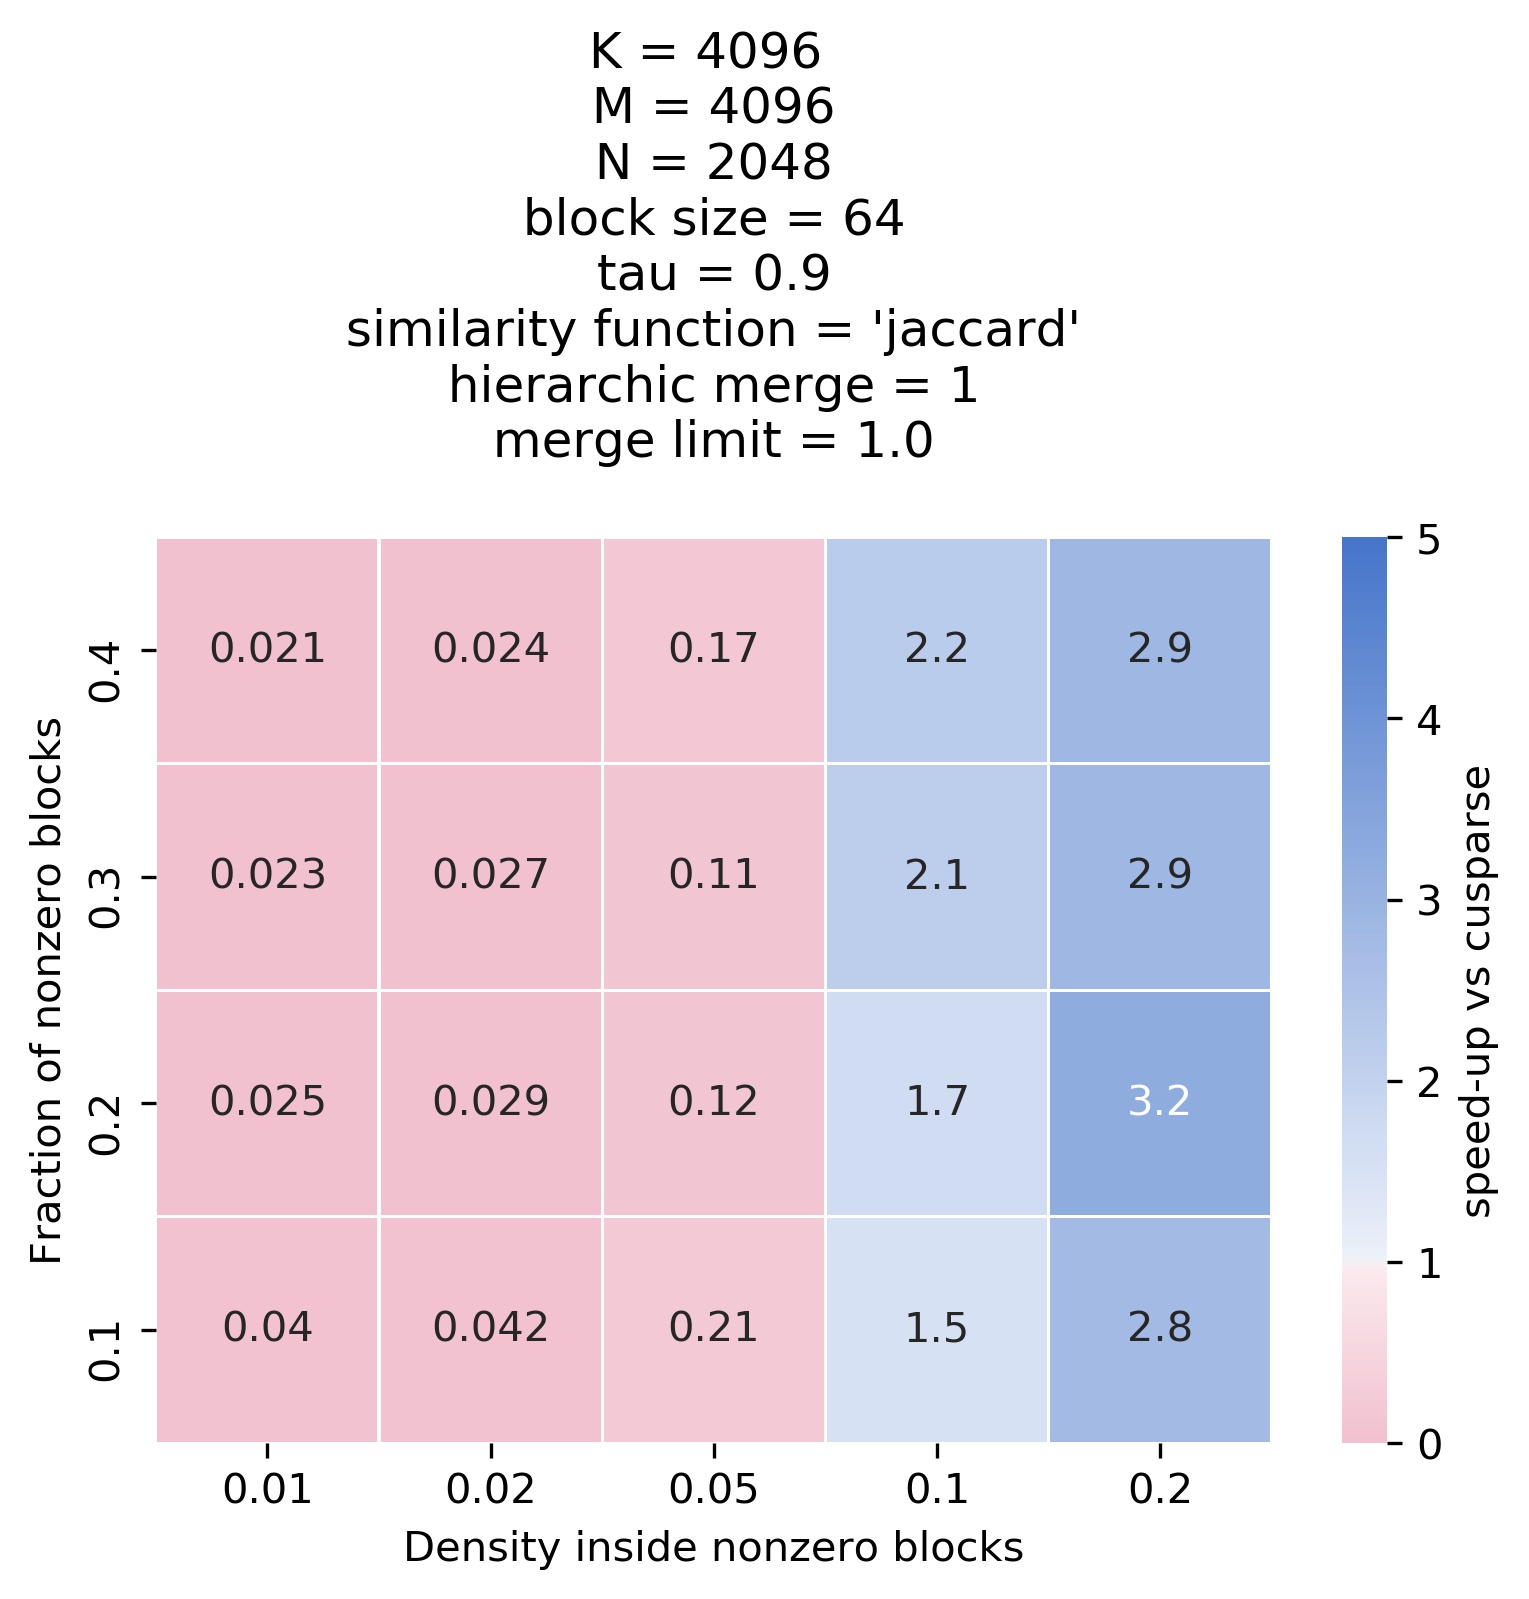 K = 4096
M = 4096
N = 2048
block size = 64
tau = 0.9
similarity function = 'jaccard'
hierarchic merge = 1
merge limit = 1.0
Fraction of nonzero blocks
0.4
0.021 0.024 0.17 2.2 2.9
0.3
0.023 0.027 0.11 2.1 2.9
0.2
0.025 0.029 0.12 1.7 3.2
0.1
0.04 0.042 0.21 1.5 2.8
0.01 0.02 0.05 0.1 0.2
Density inside nonzero blocks
5
4
3
2
1
0
speed-up vs cusparse